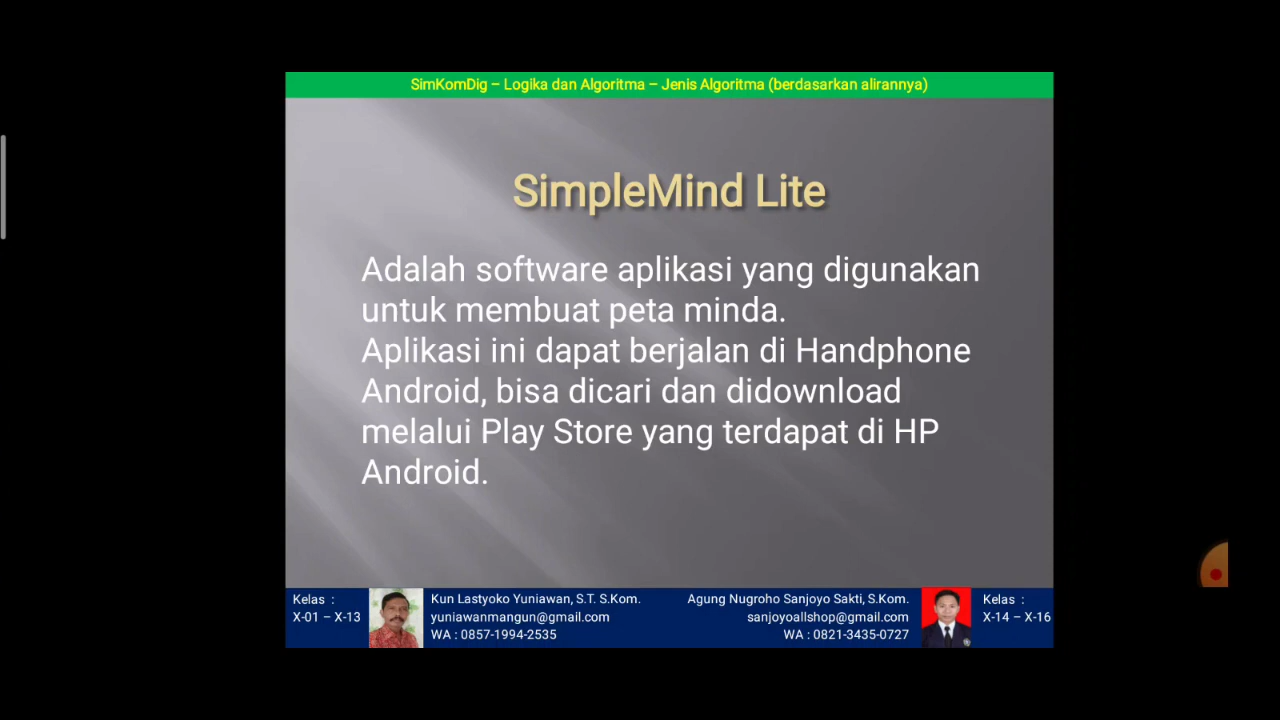 SimKomDig – Logika dan Algoritma – Jenis Algoritma (berdasarkan alirannya)
SimpleMind Lite
Adalah software aplikasi yang digunakan
untuk membuat peta minda.
Aplikasi ini dapat berjalan di Handphone
Android, bisa dicari dan didownload
melalui Play Store yang terdapat di HP
Android.
Kelas :
X-01 – X-13
Kun Lastyoko Yuniawan, S.T. S.Kom.
yuniawanmangun@gmail.com
WA : 0857-1994-2535
Agung Nugroho Sanjoyo Sakti, S.Kom.
sanjoyoallshop@gmail.com
WA : 0821-3435-0727
Kelas :
X-14 – X-16